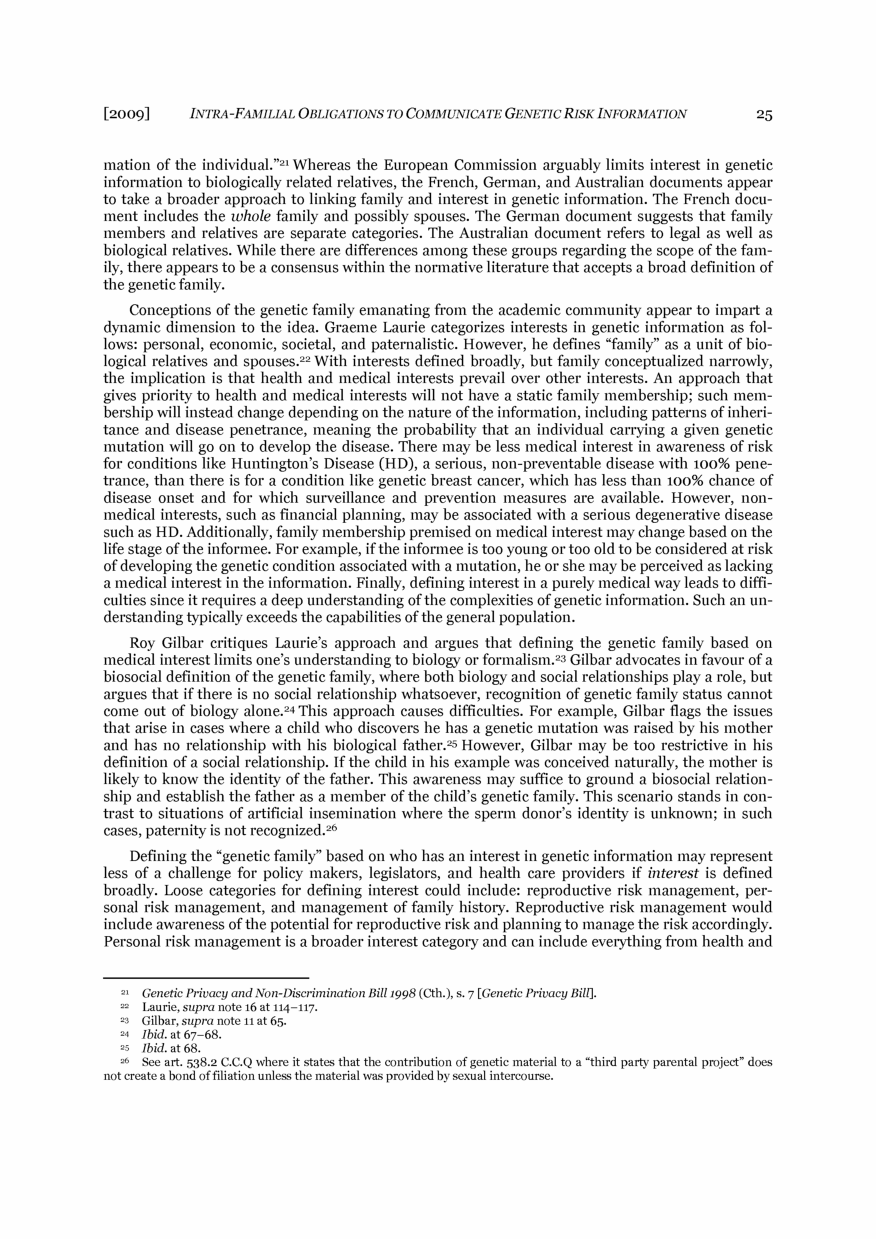 [2009] INTRA-FAMILIAL OBLIGATIONS TO COMMUNICATE GENETIC RISK INFORMATION 25
mation of the individual.”21 Whereas the European Commission arguably limits interest in genetic
information to biologically related relatives, the French, German, and Australian documents appear
to take a broader approach to linking family and interest in genetic information. The French docu-
ment includes the whole family and possibly spouses. The German document suggests that family
members and relatives are separate categories. The Australian document refers to legal as well as
biological relatives. While there are differences among these groups regarding the scope of the fam-
ily, there appears to be a consensus within the normative literature that accepts a broad definition of
the genetic family.
Conceptions of the genetic family emanating from the academic community appear to impart a
dynamic dimension to the idea. Graeme Laurie categorizes interests in genetic information as fol-
lows: personal, economic, societal, and paternalistic. However, he defines “family” as a unit of bio-
logical relatives and spouses.22 With interests defined broadly, but family conceptualized narrowly,
the implication is that health and medical interests prevail over other interests. An approach that
gives priority to health and medical interests will not have a static family membership; such mem-
bership will instead change depending on the nature of the information, including patterns of inheri-
tance and disease penetrance, meaning the probability that an individual carrying a given genetic
mutation will go on to develop the disease. There may be less medical interest in awareness of risk
for conditions like Huntington’s Disease (HD), a serious, non-preventable disease with 100% pene-
trance, than there is for a condition like genetic breast cancer, which has less than 100% chance of
disease onset and for which surveillance and prevention measures are available. However, non-
medical interests, such as financial planning, may be associated with a serious degenerative disease
such as HD. Additionally, family membership premised on medical interest may change based on the
life stage of the informee. For example, if the informee is too young or too old to be considered at risk
of developing the genetic condition associated with a mutation, he or she may be perceived as lacking
a medical interest in the information. Finally, defining interest in a purely medical way leads to diffi-
culties since it requires a deep understanding of the complexities of genetic information. Such an un-
derstanding typically exceeds the capabilities of the general population.
Roy Gilbar critiques Laurie’s approach and argues that defining the genetic family based on
medical interest limits one’s understanding to biology or formalism.23 Gilbar advocates in favour of a
biosocial definition of the genetic family, where both biology and social relationships play a role, but
argues that if there is no social relationship whatsoever, recognition of genetic family status cannot
come out of biology alone.24 This approach causes difficulties. For example, Gilbar flags the issues
that arise in cases where a child who discovers he has a genetic mutation was raised by his mother
and has no relationship with his biological father.25 However, Gilbar may be too restrictive in his
definition of a social relationship. If the child in his example was conceived naturally, the mother is
likely to know the identity of the father. This awareness may suffice to ground a biosocial relation-
ship and establish the father as a member of the child’s genetic family. This scenario stands in con-
trast to situations of artificial insemination where the sperm donor’s identity is unknown; in such
cases, paternity is not recognized.26
Defining the “genetic family” based on who has an interest in genetic information may represent
less of a challenge for policy makers, legislators, and health care providers if interest is defined
broadly. Loose categories for defining interest could include: reproductive risk management, per-
sonal risk management, and management of family history. Reproductive risk management would
include awareness of the potential for reproductive risk and planning to manage the risk accordingly.
Personal risk management is a broader interest category and can include everything from health and
21 Genetic Privacy and Non-Discrimination Bill 1998 (Cth.), s. 7 [Genetic Privacy Bill].
22 Laurie, supra note 16 at 114–117.
23 Gilbar, supra note 11 at 65.
24 Ibid. at 67–68.
25 Ibid. at 68.
26 See art. 538.2 C.C.Q where it states that the contribution of genetic material to a “third party parental project” does
not create a bond of filiation unless the material was provided by sexual intercourse.